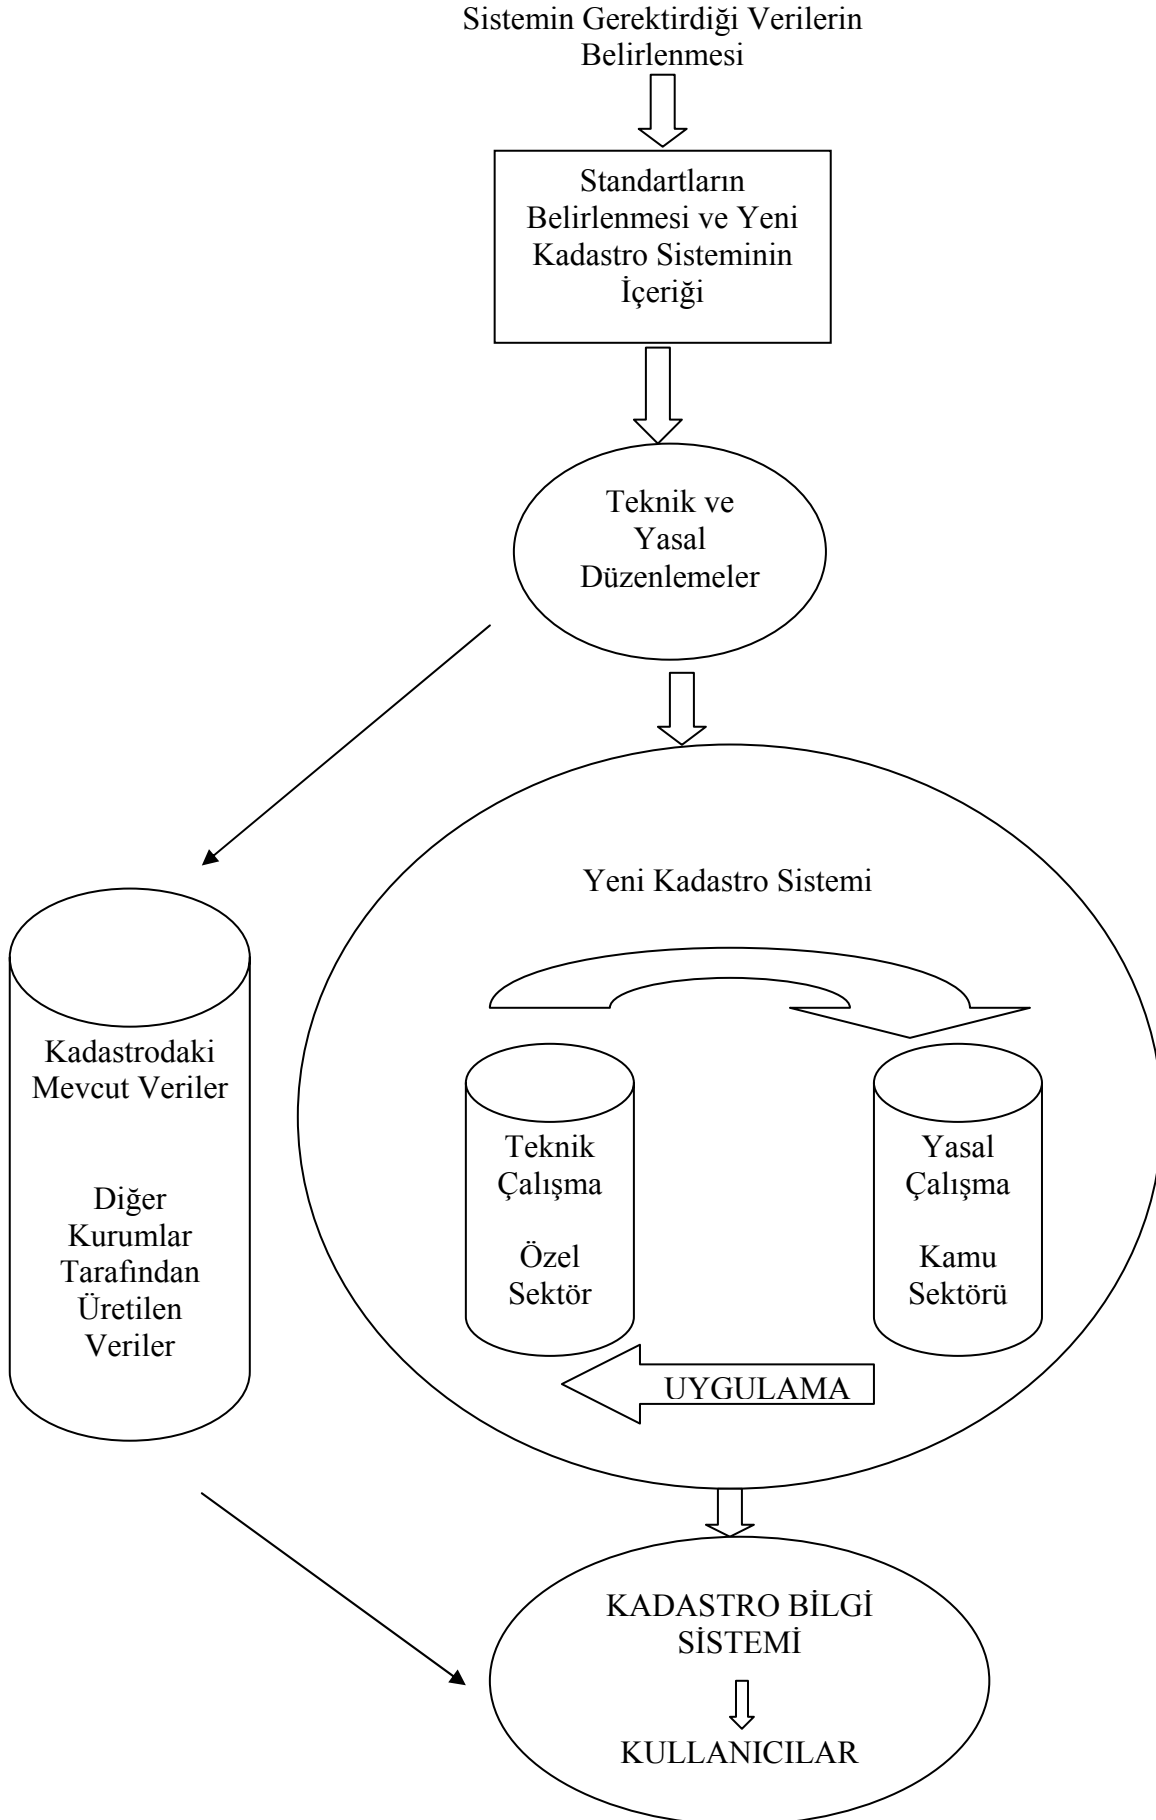 Sistemin Gerektirdiği Verilerin
Belirlenmesi
Standartların
Belirlenmesi ve Yeni
Kadastro Sisteminin
İçeriği
Teknik ve
Yasal
Düzenlemeler
Yeni Kadastro Sistemi
Kadastrodaki
Mevcut Veriler
Diğer
Kurumlar
Tarafından
Üretilen
Veriler
Teknik
Çalışma
Özel
Sektör
Yasal
Çalışma
Kamu
Sektörü
UYGULAMA
KADASTRO BİLGİ
SİSTEMİ
KULLANICILAR